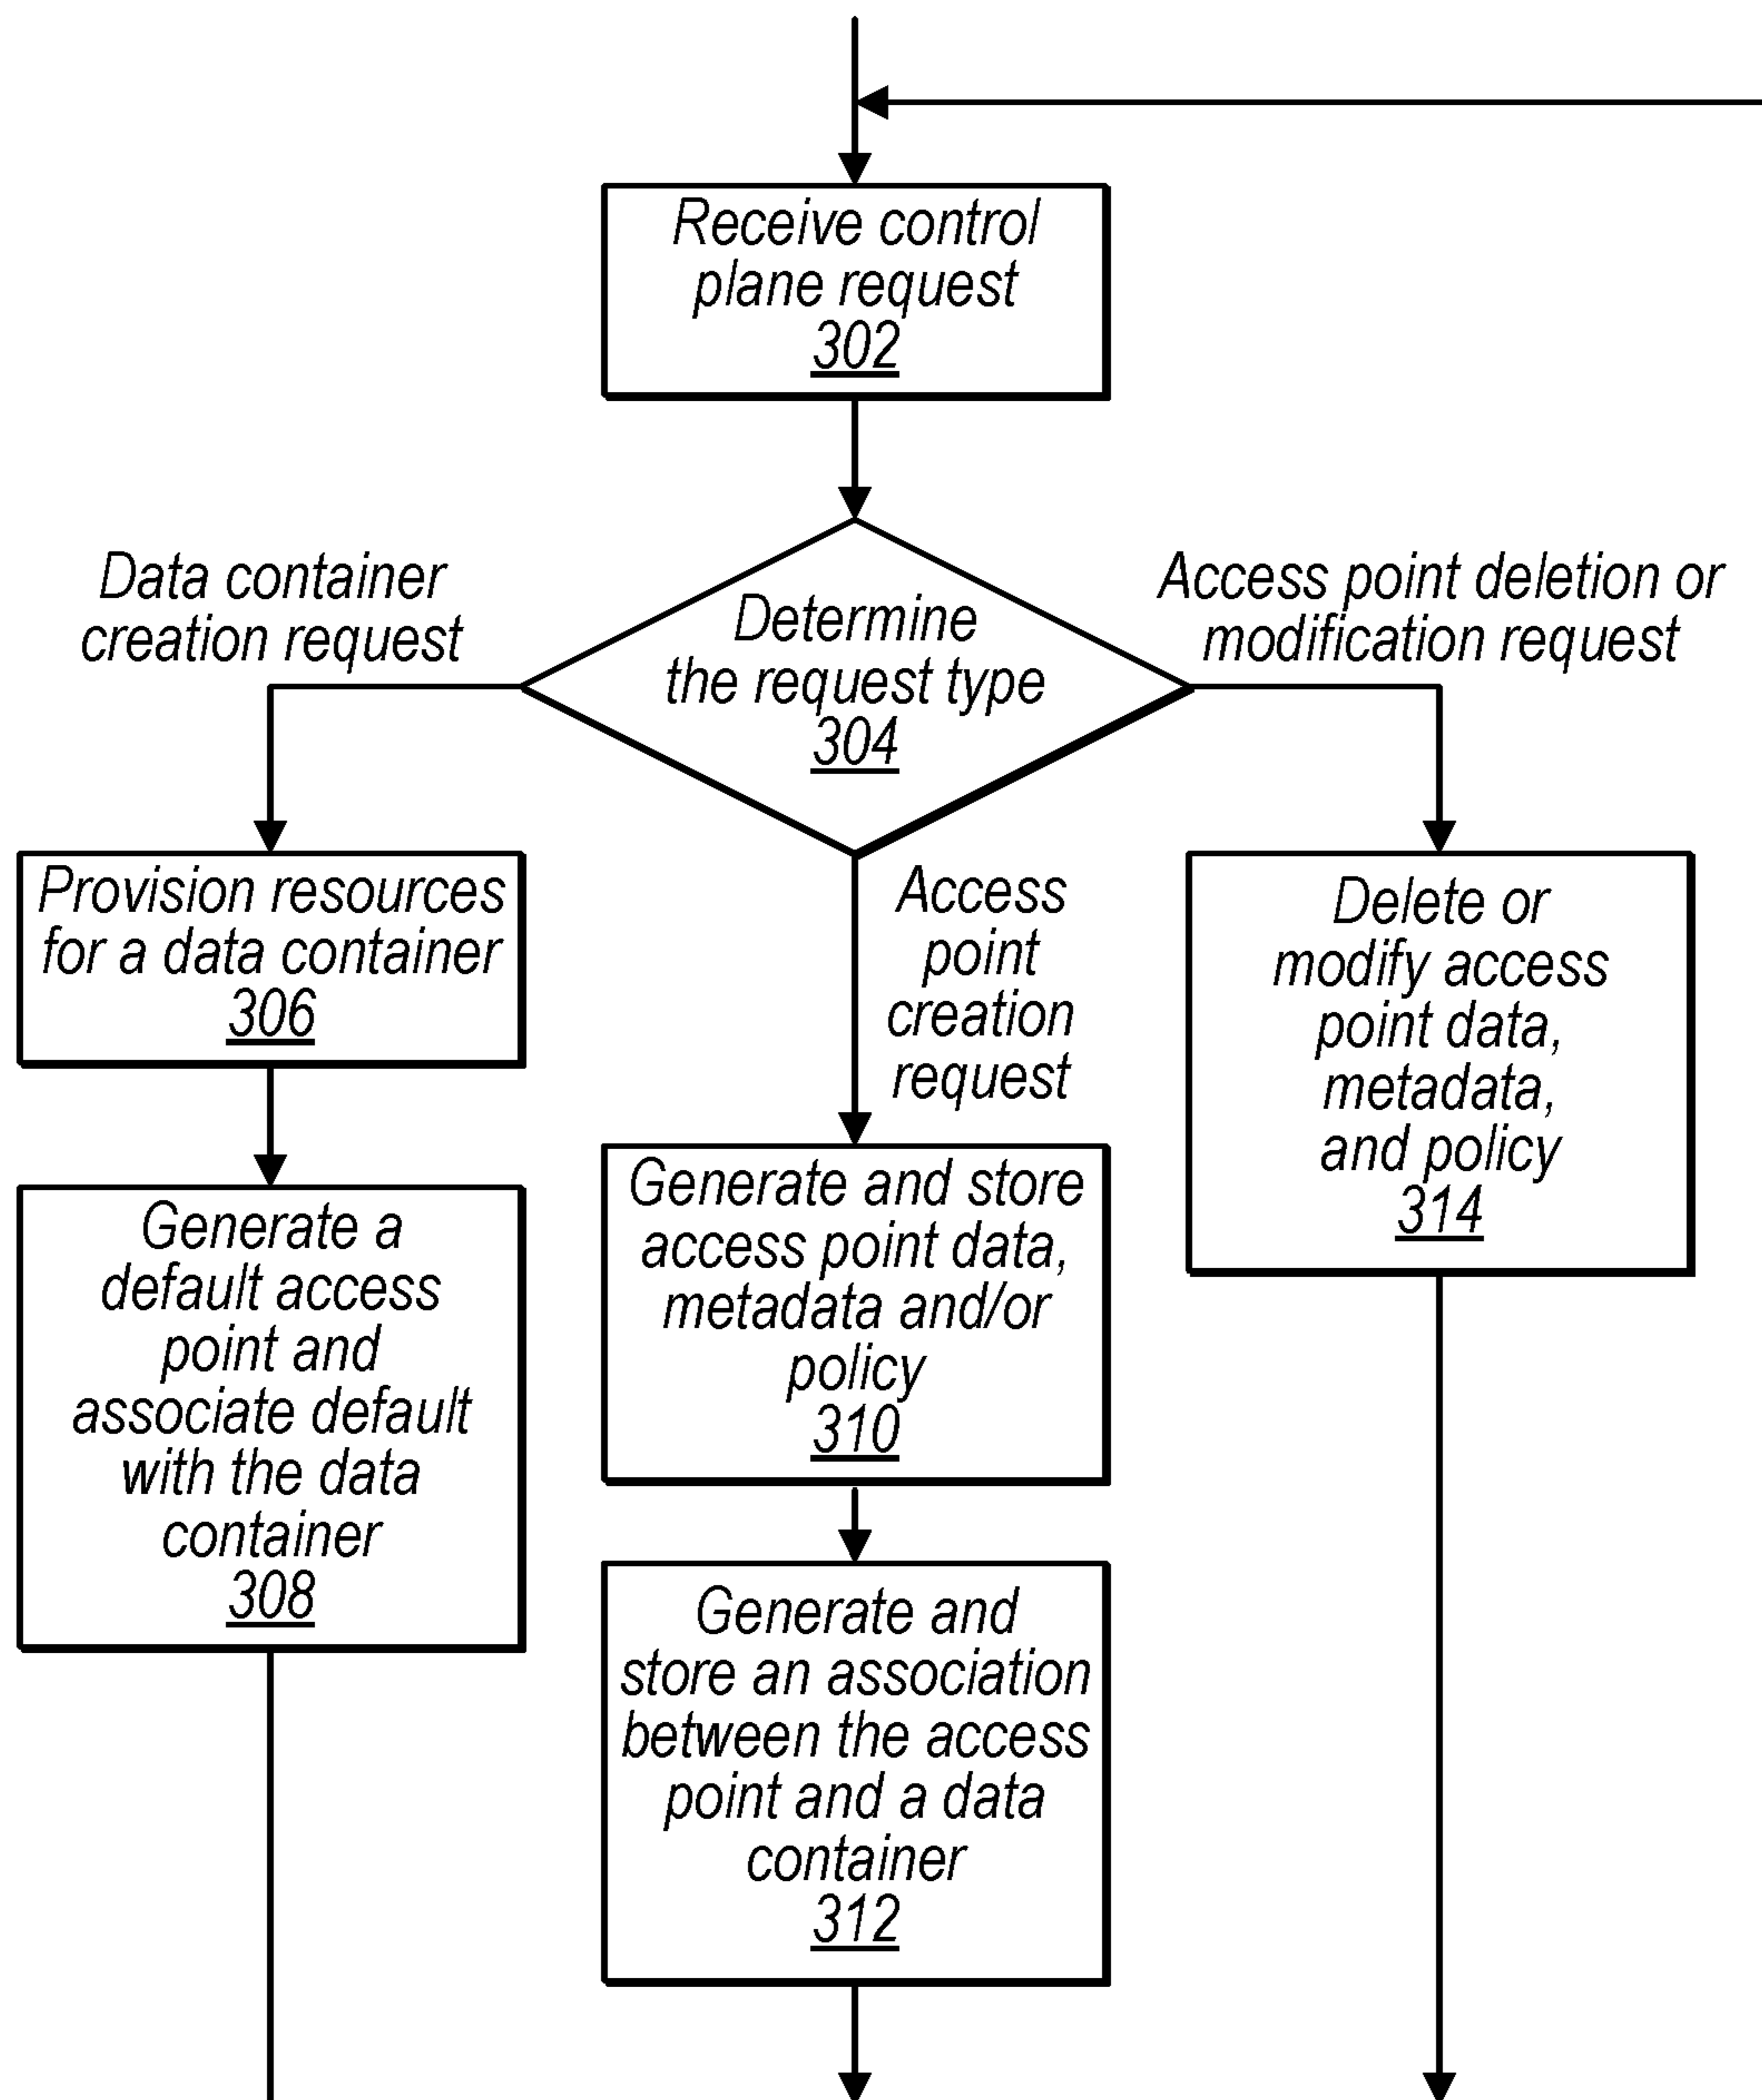 Receive control
plane request
302
Data container
creation request
Determine
the request type
304
Access point deletion or
modification request
Provision resources
for a data container
306
Access
point
creation
request
Delete or
modify access
point data,
metadata,
and policy
314
Generate a
default access
point and
associate default
with the data
container
308
Generate and store
access point data,
metadata and/or
policy
310
Generate and
store an association
between the access
point and a data
container
312